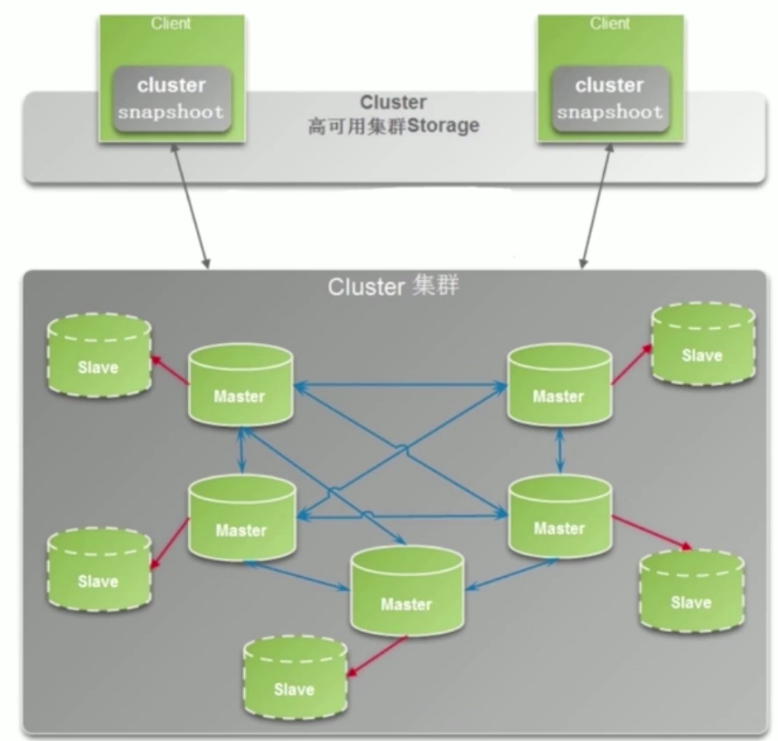 Client
Client
cluster
snapshoot
cluster
snapshoot
Cluster
高可用集群Storage
Cluster 集群
Slave
Slave
Master
Master
Master
Master
Slave
Master
Slave
Slave